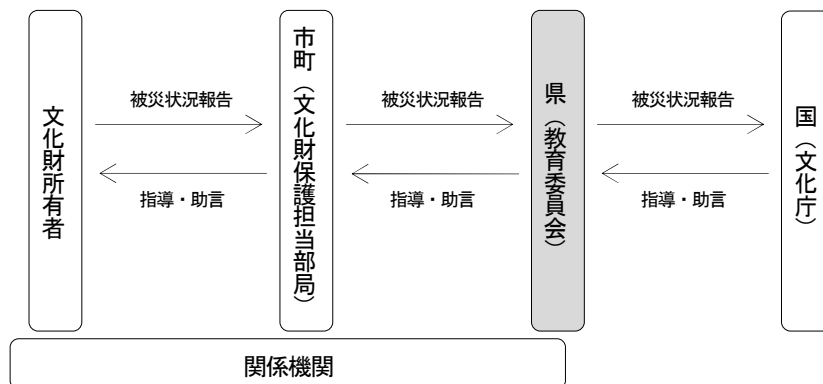 文化財所有者
被災状況報告
指導・助言
市町（文化財保護担当部局）
被災状況報告
指導・助言
県（教育委員会）
被災状況報告
指導・助言
国（文化庁）
関係機関